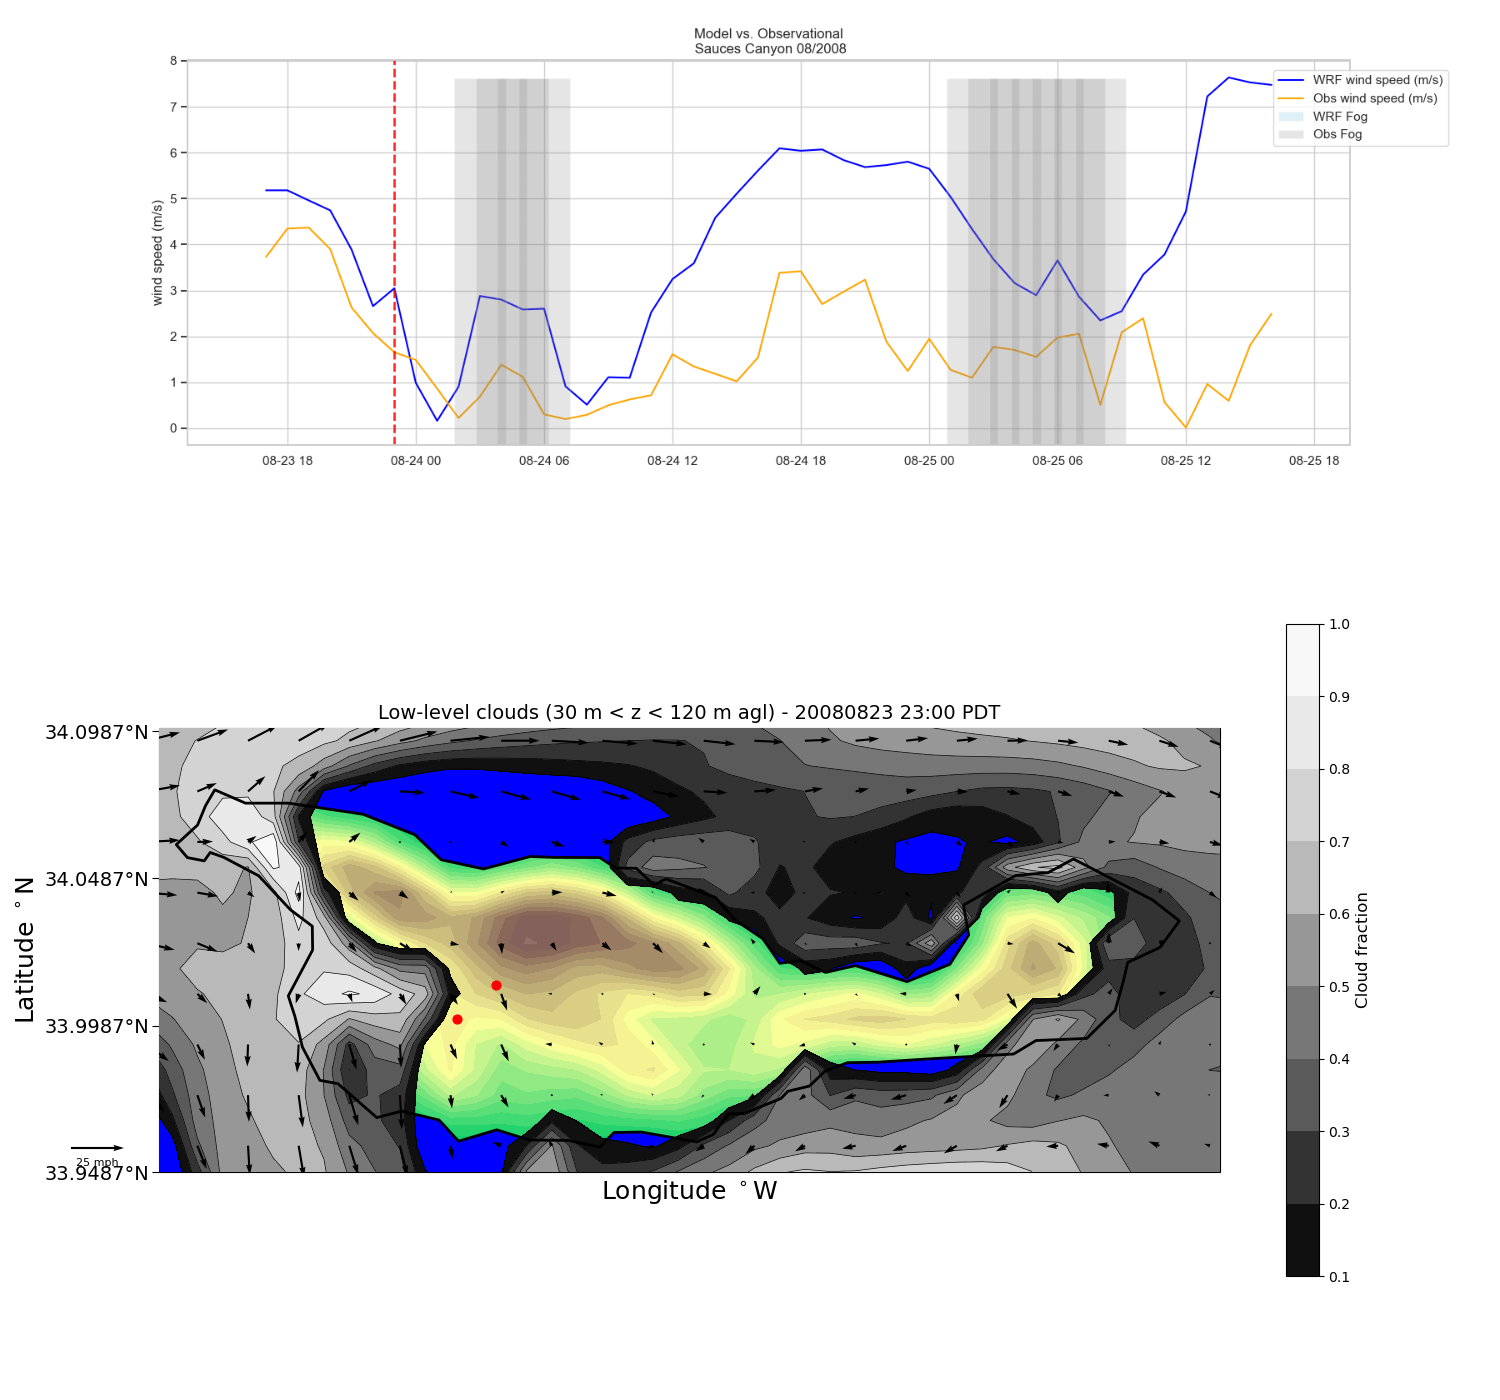 Model vs. Observational
Sauces Canyon 08/2008
8
7
6
5
4
3
2
1
0
wind speed (m/s)
WRF wind speed (m/s)
Obs wind speed (m/s)
WRF Fog
Obs Fog
08-23 18
08-24 00
08-24 06
08-24 12
08-24 18
08-25 00
08-25 06
08-25 12
08-25 18
Low-level clouds (30 m < z < 120 m agl) - 20080823 23:00 PDT
34.0987°N
34.0487°N
33.9987°N
33.9487°N
Latitude °N
25 mph
Longitude °W
1.0
0.9
0.8
0.7
0.6
0.5
0.4
0.3
0.2
0.1
Cloud fraction